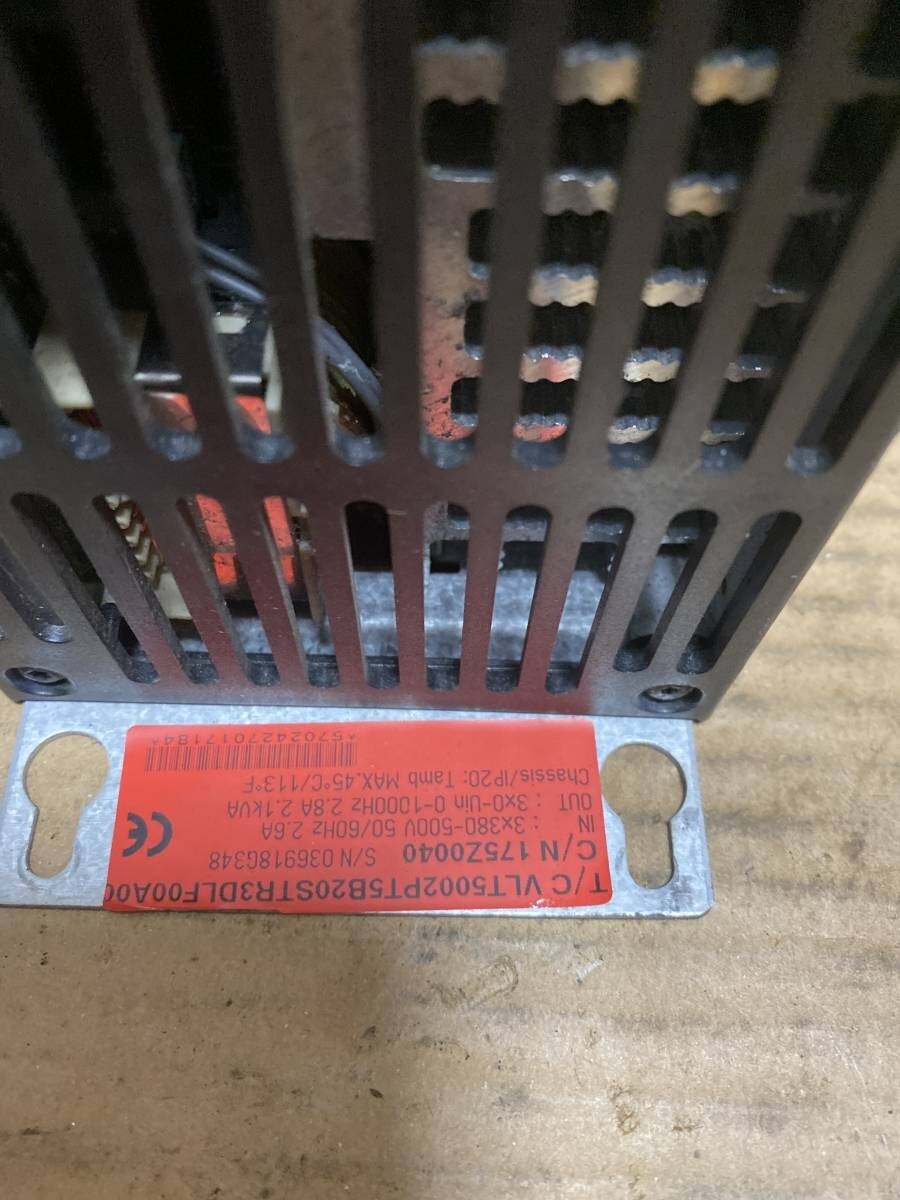 T/C VLT5002PT5B20STR3DLF00A00
C/N 175Z0040 S/N 036918G348
IN : 3x380-500V 50/60Hz 2.6A
OUT : 3x0-Uin 0-1000Hz 2.8A 2.1kVA
Chassis/IP20: Tamb MAX.45°C/113°F
CE
*5702427017184*